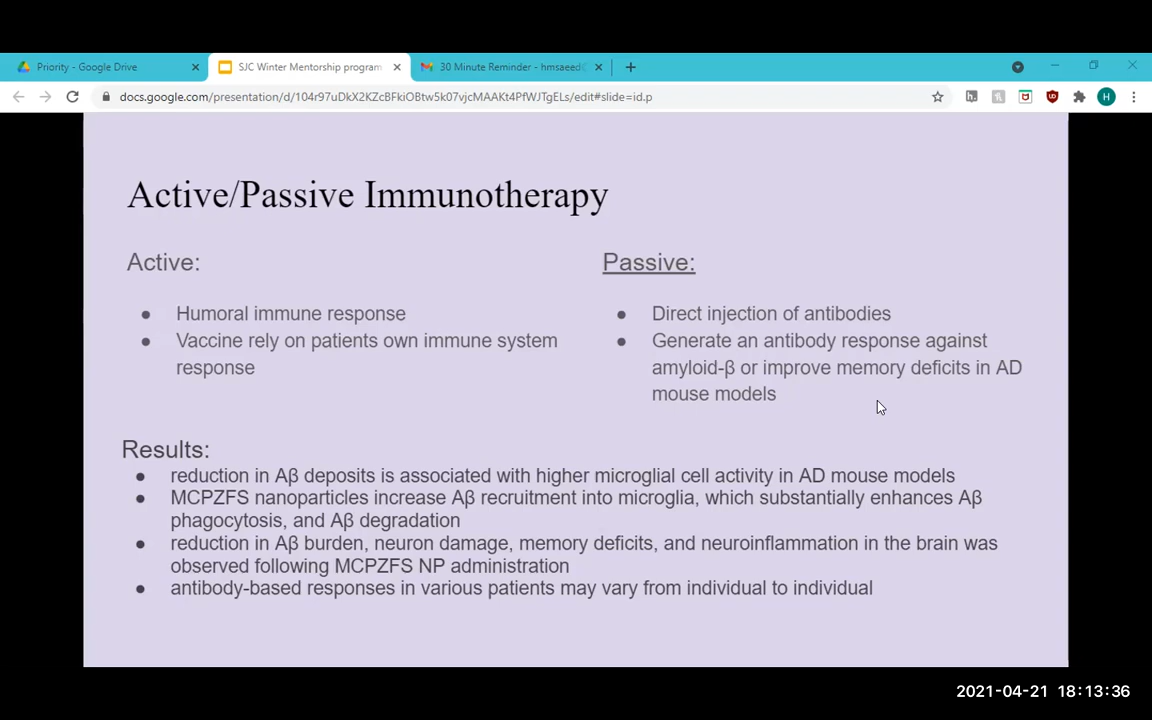 Priority - Google Drive
SJC Winter Mentorship program
30 Minute Reminder - hmsaeed
docs.google.com/presentation/d/104r97uDkX2KZcBFkiOBtw5k07vjcMAAKt4PfWJTgELs/edit#slide=id.p
H
Active/Passive Immunotherapy
Active:
● Humoral immune response
● Vaccine rely on patients own immune system
response
Passive:
● Direct injection of antibodies
● Generate an antibody response against
amyloid-β or improve memory deficits in AD
mouse models
Results:
● reduction in Aβ deposits is associated with higher microglial cell activity in AD mouse models
● MCPZFS nanoparticles increase Aβ recruitment into microglia, which substantially enhances Aβ
phagocytosis, and Aβ degradation
● reduction in Aβ burden, neuron damage, memory deficits, and neuroinflammation in the brain was
observed following MCPZFS NP administration
● antibody-based responses in various patients may vary from individual to individual
2021-04-21 18:13:36